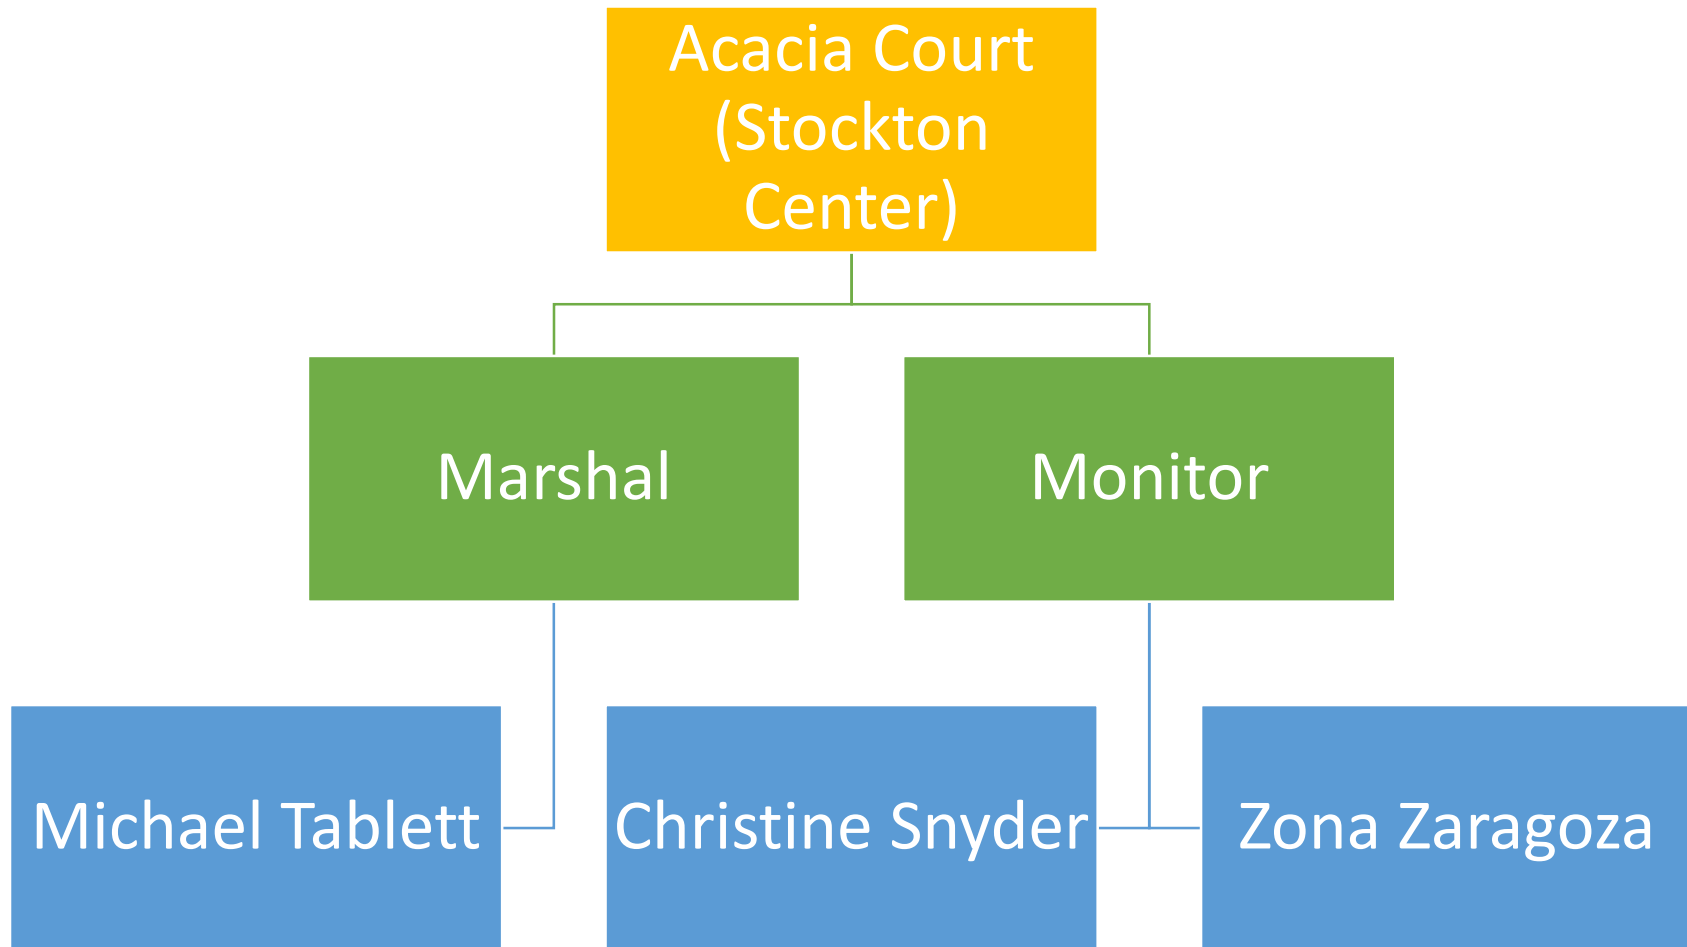 Acacia Court
(Stockton
Center)
Marshal
Monitor
Michael Tablett
Christine Snyder
Zona Zaragoza